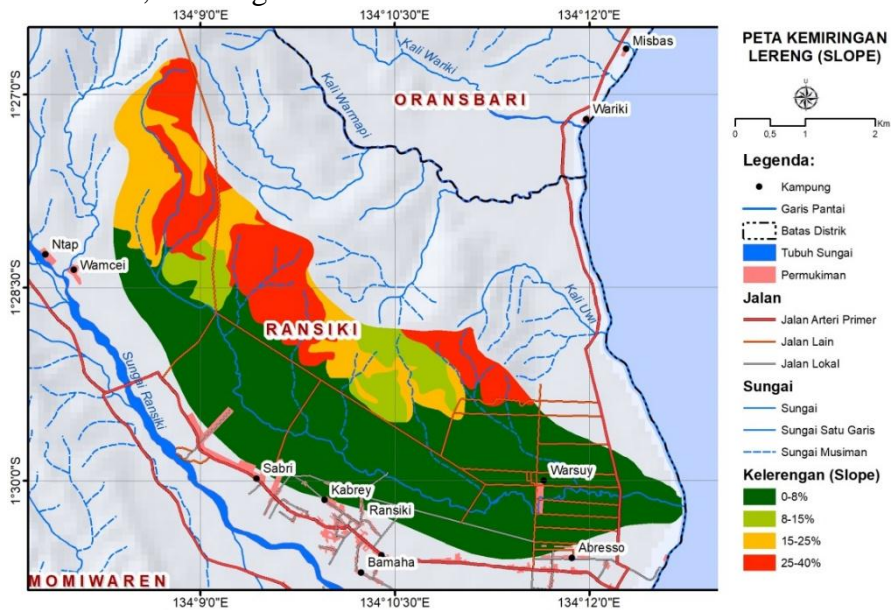 134°9'0"E
134°10'30"E
134°12'0"E
1°27'0"S
1°28'30"S
1°30'0"S
Misbas
Kali Wariki
Wariki
ORANSBARI
Kali Warmapi
Ntap
Wamcei
Kali Uwi
RANSIKI
Sungai Ransiki
Sabri
Kabrey
Ransiki
Warsuy
Bamaha
Abresso
MOMIWAREN
134°9'0"E
134°10'30"E
134°12'0"E
PETA KEMIRINGAN
LERENG (SLOPE)
U
0 0,5 1 2
Km
Legenda:
Kampung
Garis Pantai
Batas Distrik
Tubuh Sungai
Permukiman
Jalan
Jalan Arteri Primer
Jalan Lain
Jalan Lokal
Sungai
Sungai
Sungai Satu Garis
Sungai Musiman
Kelerengan (Slope)
0-8%
8-15%
15-25%
25-40%